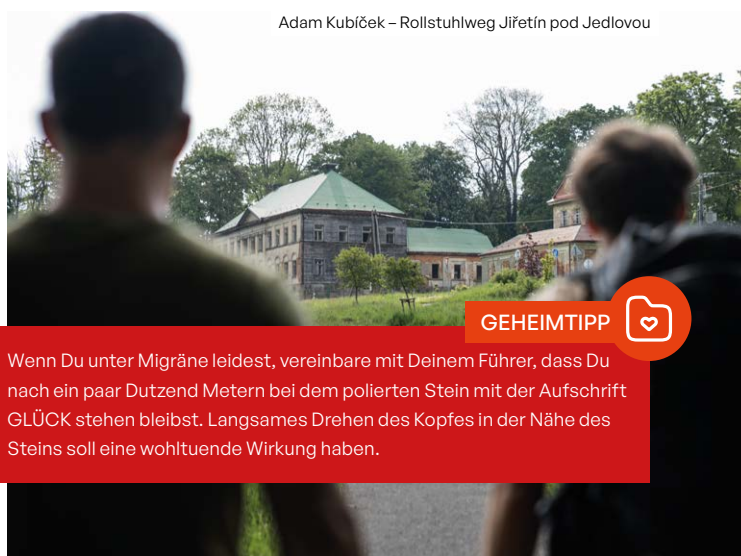 Adam Kubíček – Rollstuhlweg Jiřetín pod Jedlovou
GEHEIMTIPP
Wenn Du unter Migräne leidest, vereinbare mit Deinem Führer, dass Du
nach ein paar Dutzend Metern bei dem polierten Stein mit der Aufschrift
GLÜCK stehen bleibst. Langsames Drehen des Kopfes in der Nähe des
Steins soll eine wohltuende Wirkung haben.